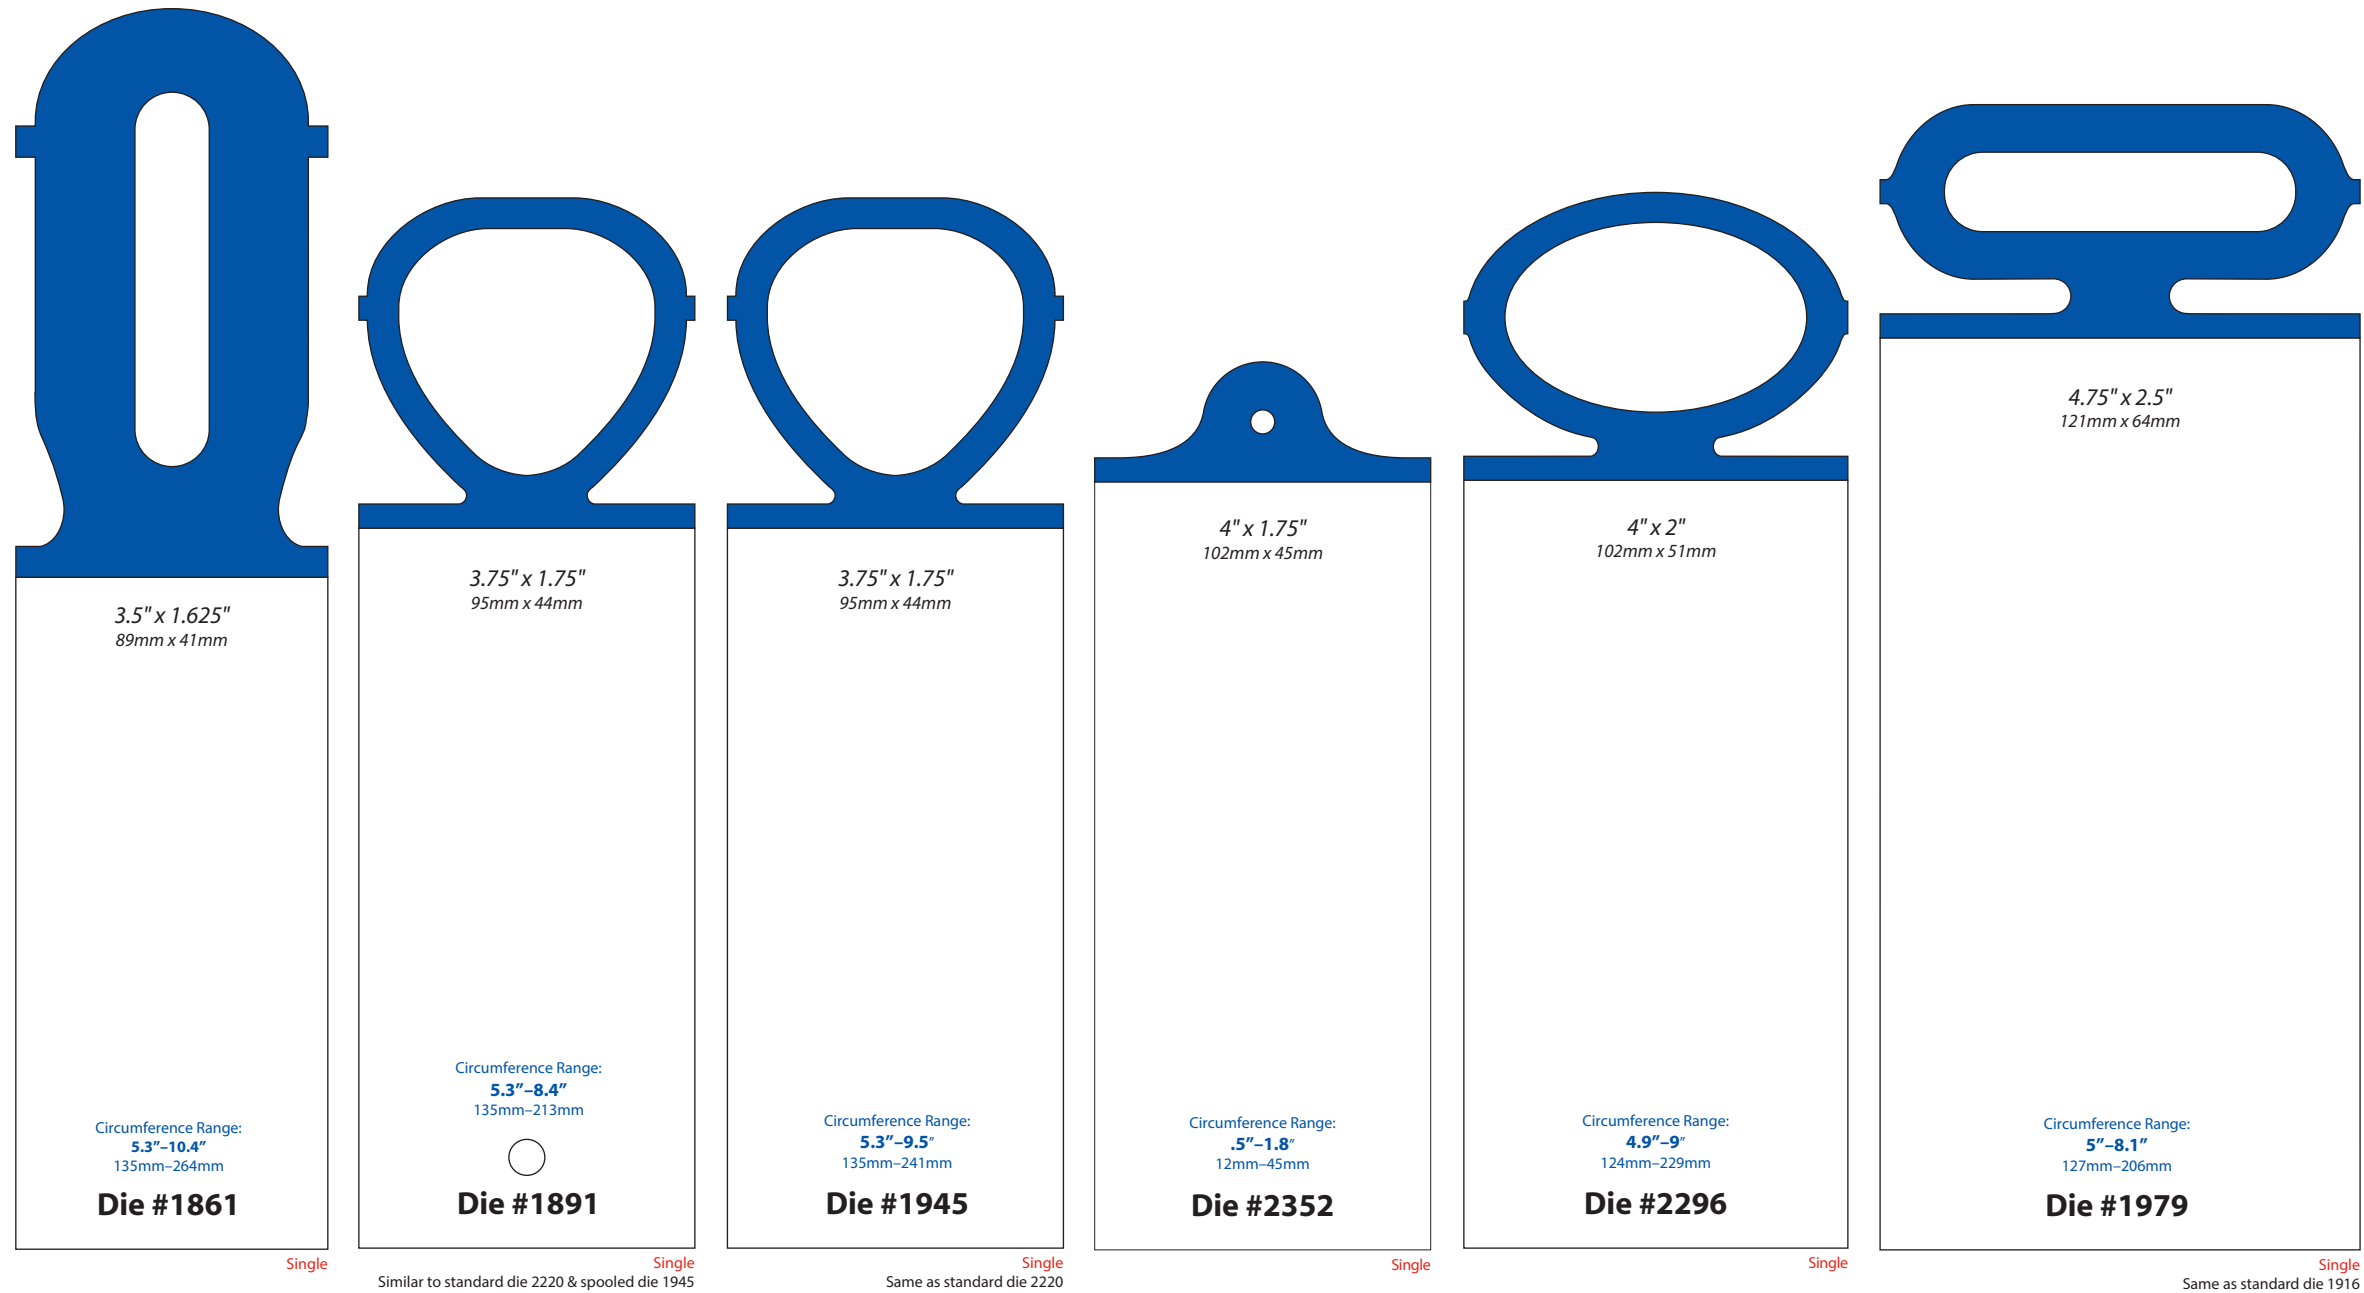 3.5" x 1.625"
89mm x 41mm
Circumference Range:
5.3”–10.4”
135mm–264mm
Die #1861
Single
3.75" x 1.75"
95mm x 44mm
Circumference Range:
5.3”–8.4”
135mm–213mm
Die #1891
Single
Similar to standard die 2220 & spooled die 1945
3.75" x 1.75"
95mm x 44mm
Circumference Range:
5.3”–9.5”
135mm–241mm
Die #1945
Single
Same as standard die 2220
4" x 1.75"
102mm x 45mm
Circumference Range:
.5”–1.8”
12mm–45mm
Die #2352
Single
4" x 2"
102mm x 51mm
Circumference Range:
4.9”–9”
124mm–229mm
Die #2296
Single
4.75" x 2.5"
121mm x 64mm
Circumference Range:
5”–8.1”
127mm–206mm
Die #1979
Single
Same as standard die 1916